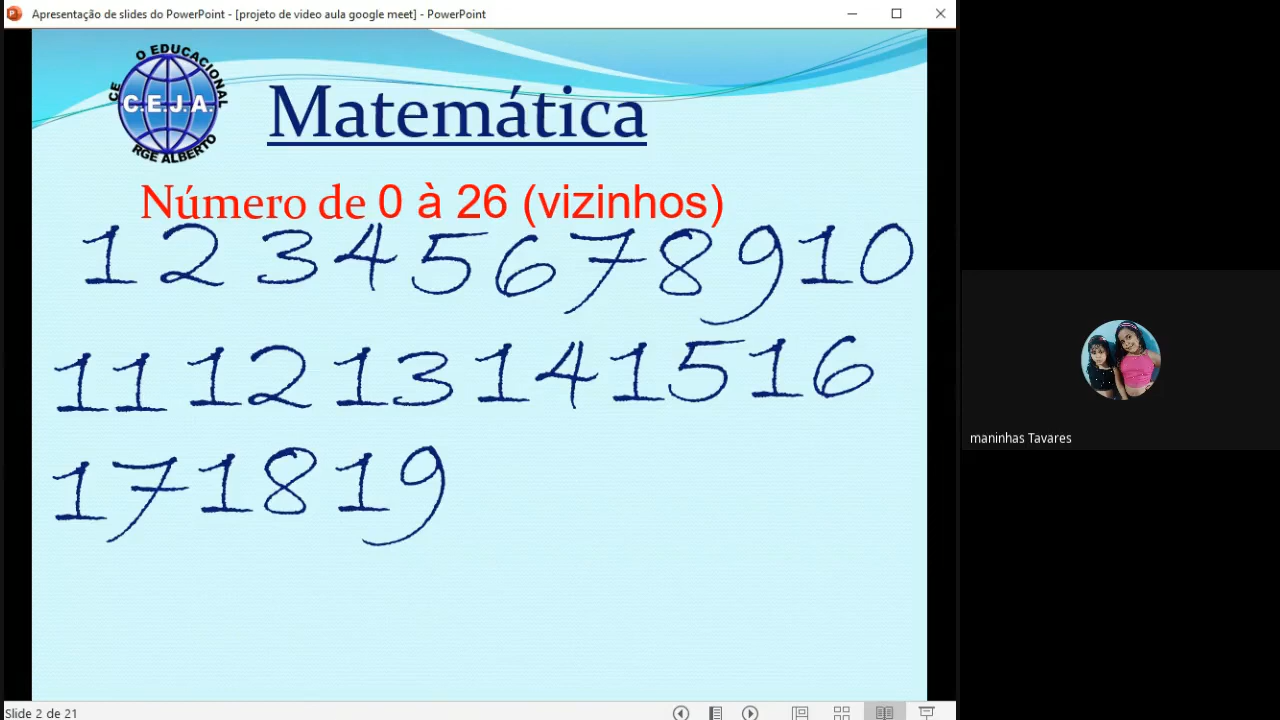 Apresentação de slides do PowerPoint - [projeto de video aula google meet] - PowerPoint
CE O EDUCACIONAL
C.E.J.A.
RGE ALBERTO
Matemática
Número de 0 à 26 (vizinhos)
1 2 3 4 5 6 7 8 9 10
11 12 13 14 15 16
17 18 19
maninhas Tavares
Slide 2 de 21